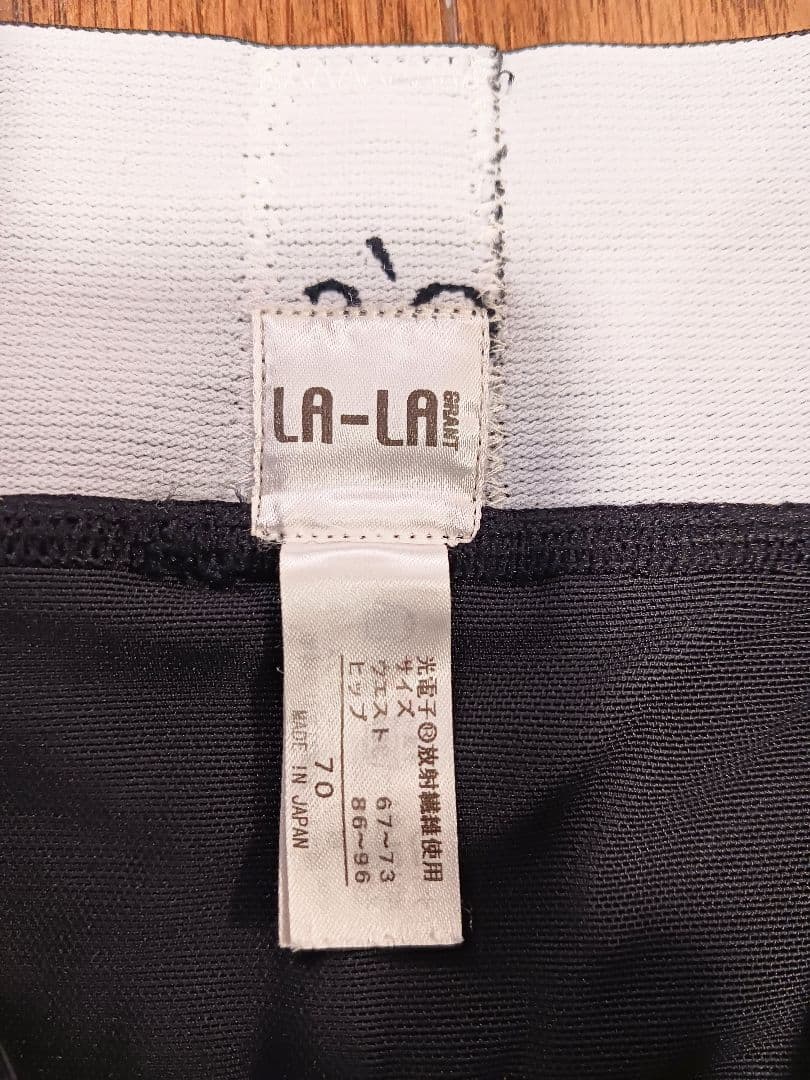 LA-LA
GRANT
光電子®放射繊維使用
サイズ
ウエスト 67～73
ヒップ 86～96
70
MADE IN JAPAN